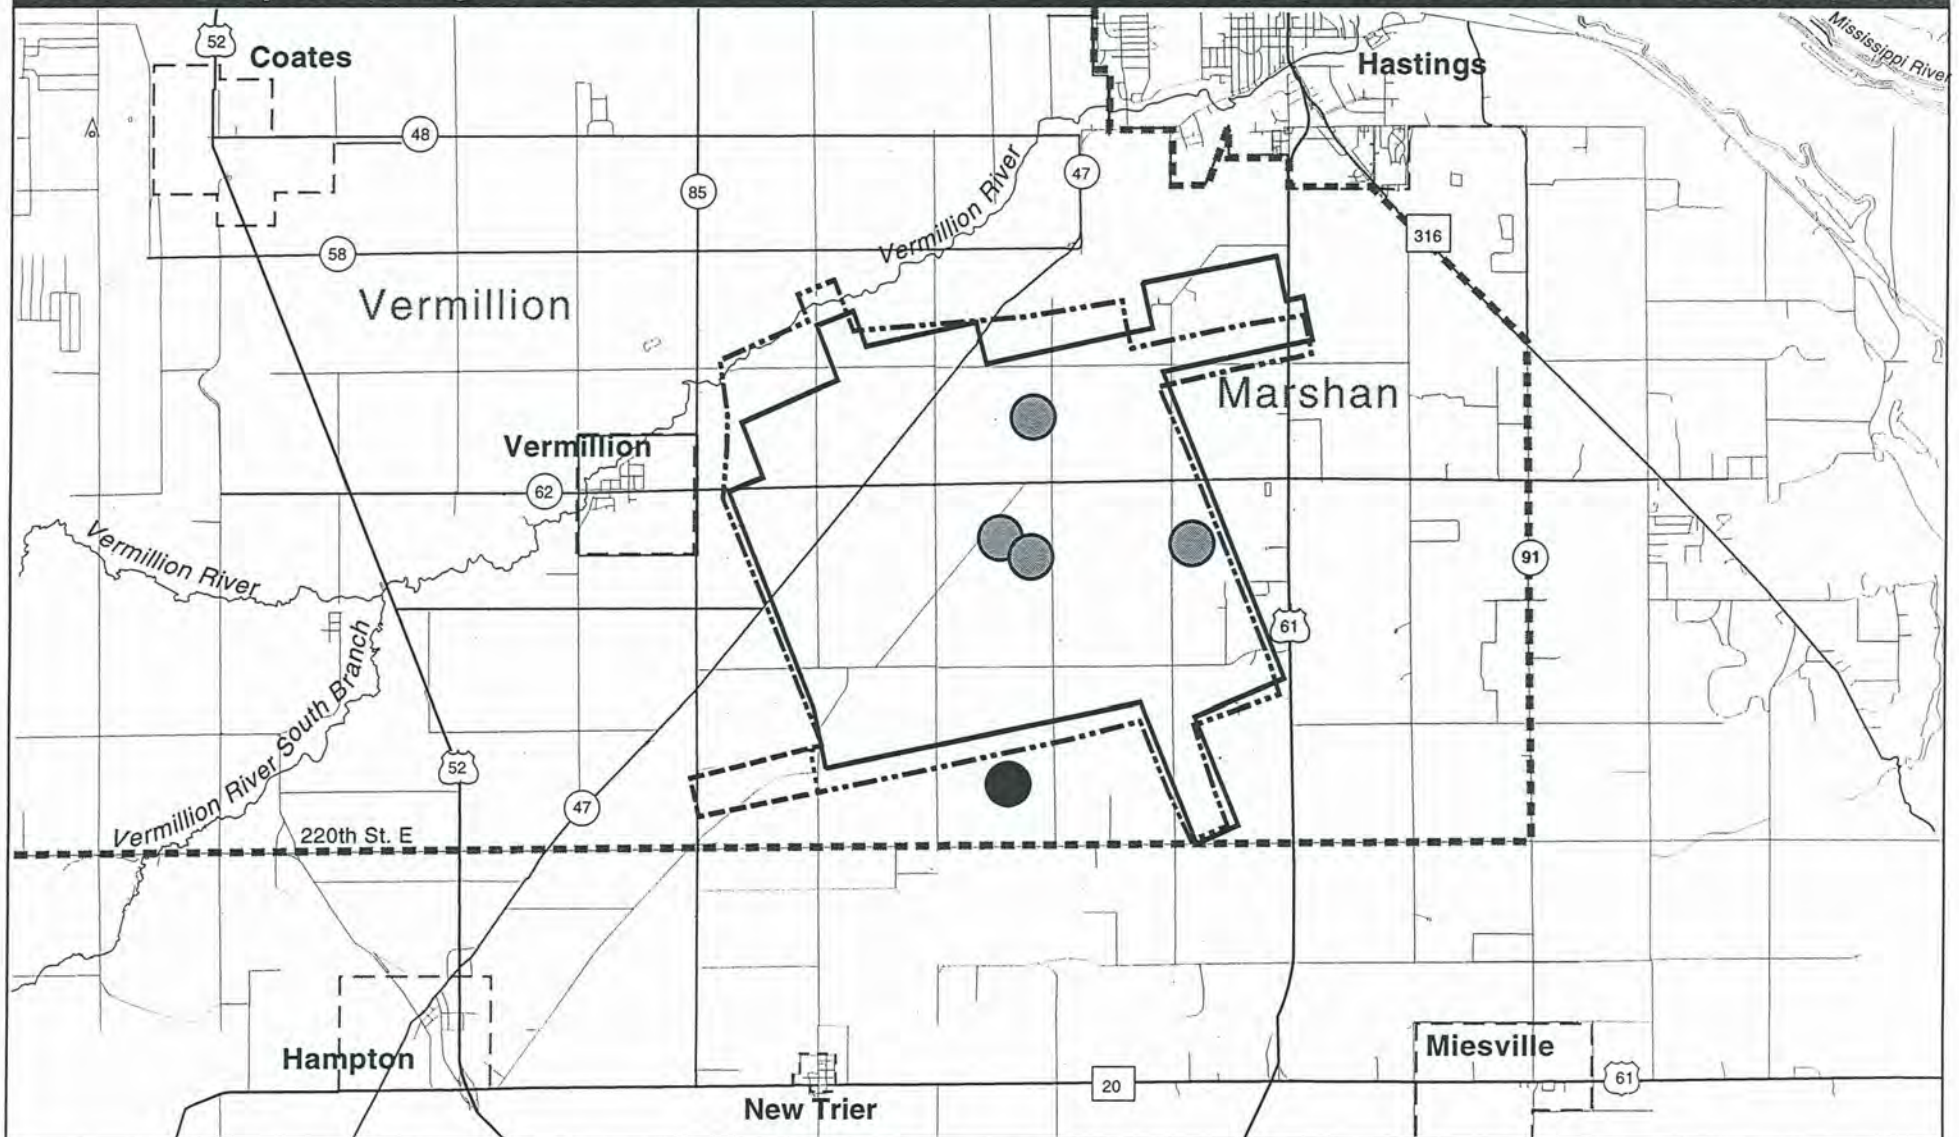 52
Coates
Hastings
Mississippi River
48
47
85
Vermillion River
316
58
Vermillion
Marshan
Vermillion
62
Vermillion River
91
61
Vermillion River South Branch
52
47
220th St. E
Hampton
Miesville
61
20
New Trier